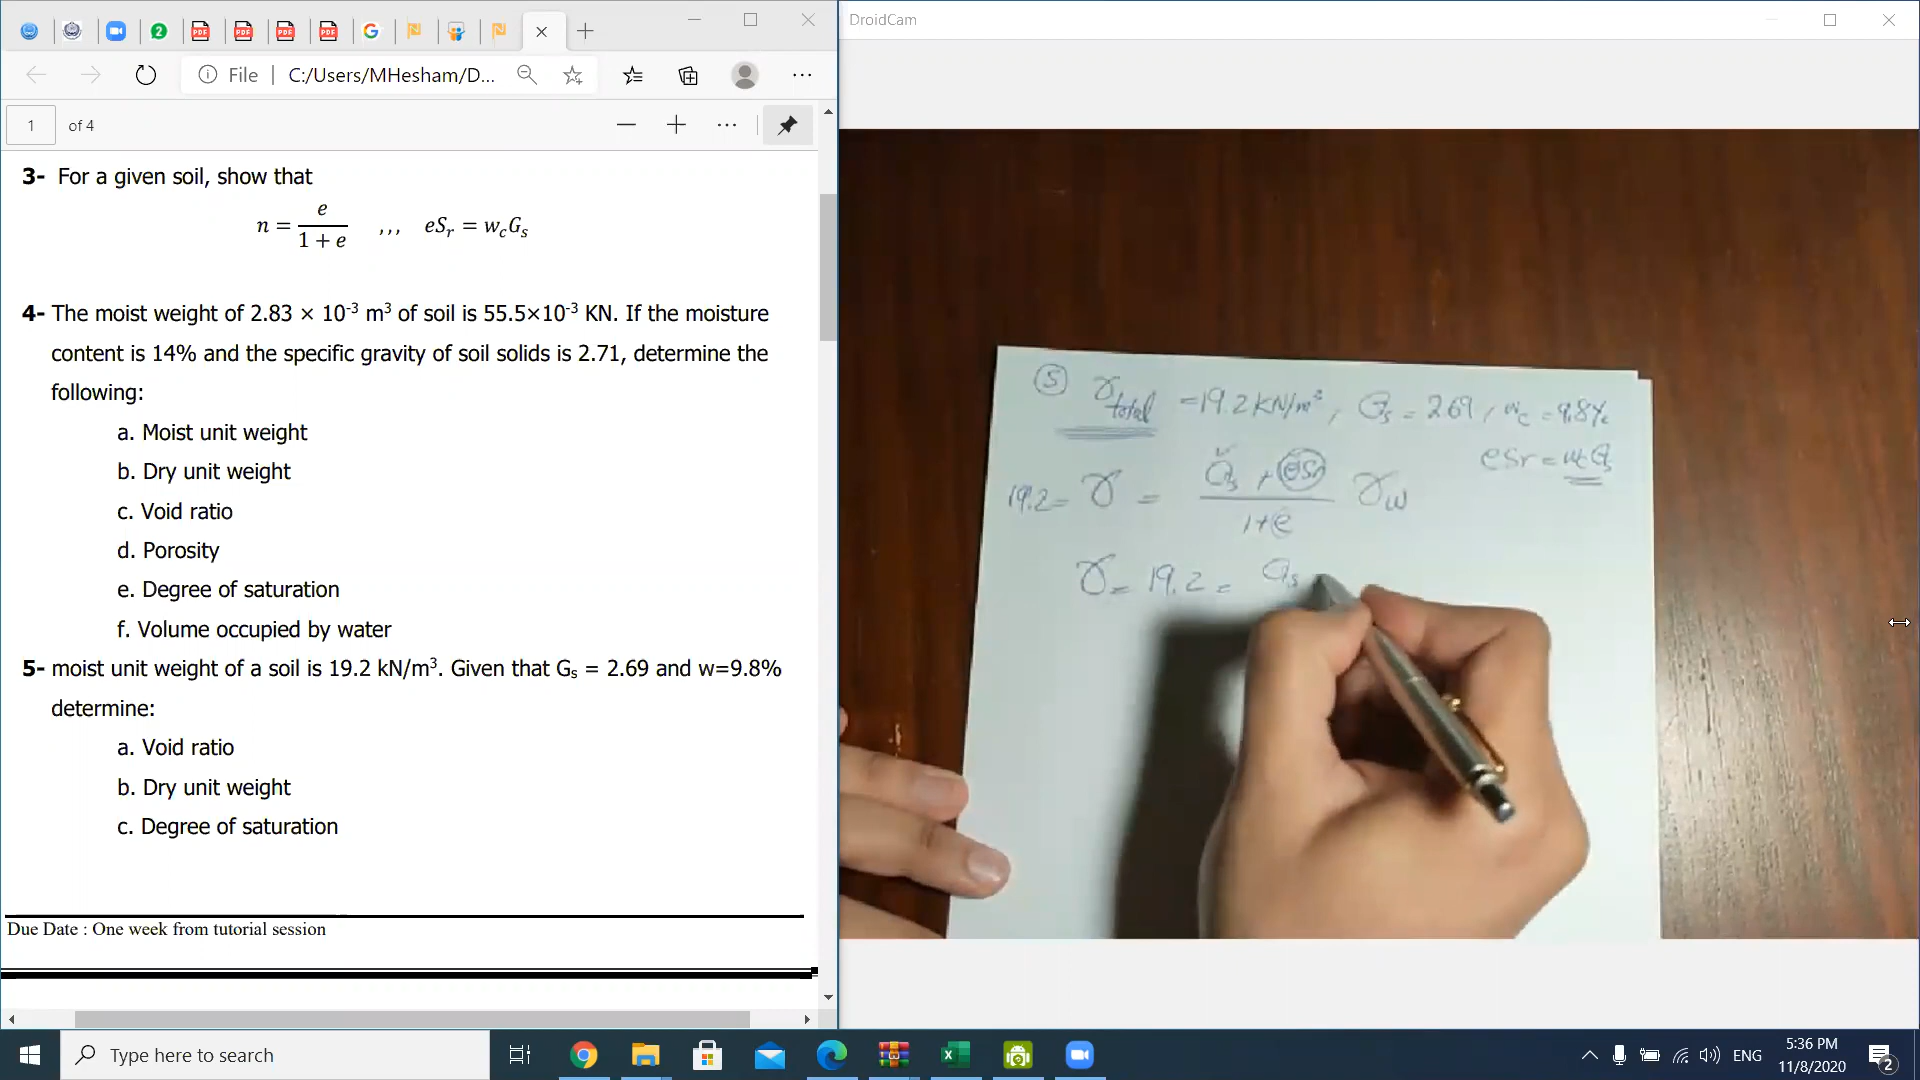 DroidCam
File | C:/Users/MHesham/D...
1 of 4
3- For a given soil, show that
n = e / 1 + e ,,, eSr = wcGs
4- The moist weight of 2.83 × 10-3 m3 of soil is 55.5×10-3 KN. If the moisture
content is 14% and the specific gravity of soil solids is 2.71, determine the
following:
a. Moist unit weight
b. Dry unit weight
c. Void ratio
d. Porosity
e. Degree of saturation
f. Volume occupied by water
5- moist unit weight of a soil is 19.2 kN/m3. Given that Gs = 2.69 and w=9.8%
determine:
a. Void ratio
b. Dry unit weight
c. Degree of saturation
Due Date : One week from tutorial session
5 γtotal = 19.2 KN/m3, Gs = 2.69, wc = 9.8%
eSr = wc Gs
19.2 = γ = Gs + eSr / 1+e γw
γ = 19.2 = Gs
Type here to search
ENG
5:36 PM
11/8/2020
2